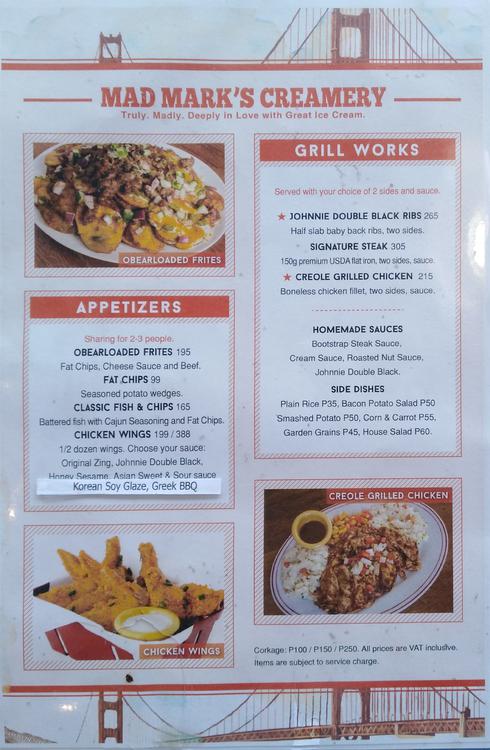 MAD MARK'S CREAMERY
Truly. Madly. Deeply in Love with Great Ice Cream.
OBEARLOADED FRITES
APPETIZERS
Sharing for 2-3 people.
OBEARLOADED FRITES 195
Fat Chips, Cheese Sauce and Beef.
FAT CHIPS 99
Seasoned potato wedges.
CLASSIC FISH & CHIPS 165
Battered fish with Cajun Seasoning and Fat Chips.
CHICKEN WINGS 199 / 388
1/2 dozen wings. Choose your sauce:
Original Zing, Johnnie Double Black,
Honey Sesame, Asian Sweet & Sour sauce
Korean Soy Glaze, Greek BBQ
CHICKEN WINGS
GRILL WORKS
Served with your choice of 2 sides and sauce.
★ JOHNNIE DOUBLE BLACK RIBS 265
Half slab baby back ribs, two sides.
SIGNATURE STEAK 305
150g premium USDA flat iron, two sides, sauce.
★ CREOLE GRILLED CHICKEN 215
Boneless chicken fillet, two sides, sauce.
HOMEMADE SAUCES
Bootstrap Steak Sauce,
Cream Sauce, Roasted Nut Sauce,
Johnnie Double Black.
SIDE DISHES
Plain Rice P35, Bacon Potato Salad P50
Smashed Potato P50, Corn & Carrot P55,
Garden Grains P45, House Salad P60.
CREOLE GRILLED CHICKEN
Corkage: P100 / P150 / P250. All prices are VAT inclusive.
Items are subject to service charge.